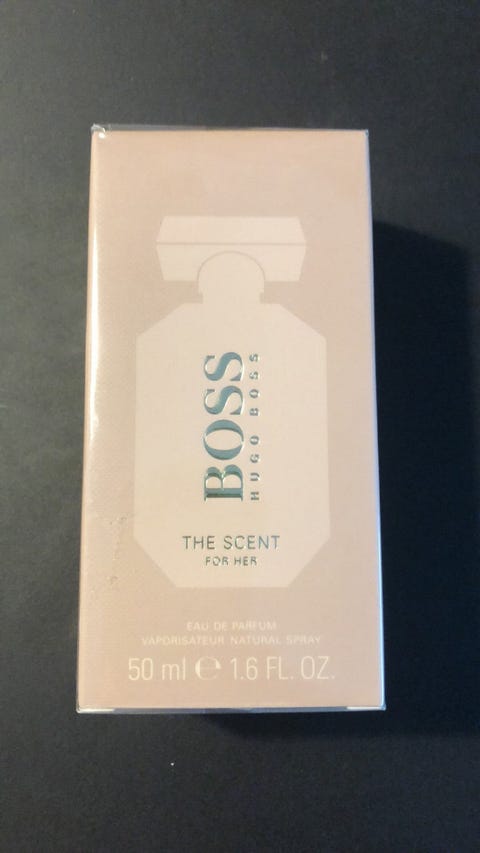 BOSS
HUGO BOSS
THE SCENT
FOR HER
EAU DE PARFUM
VAPORISATEUR NATURAL SPRAY
50 ml ℮ 1.6 FL. OZ.